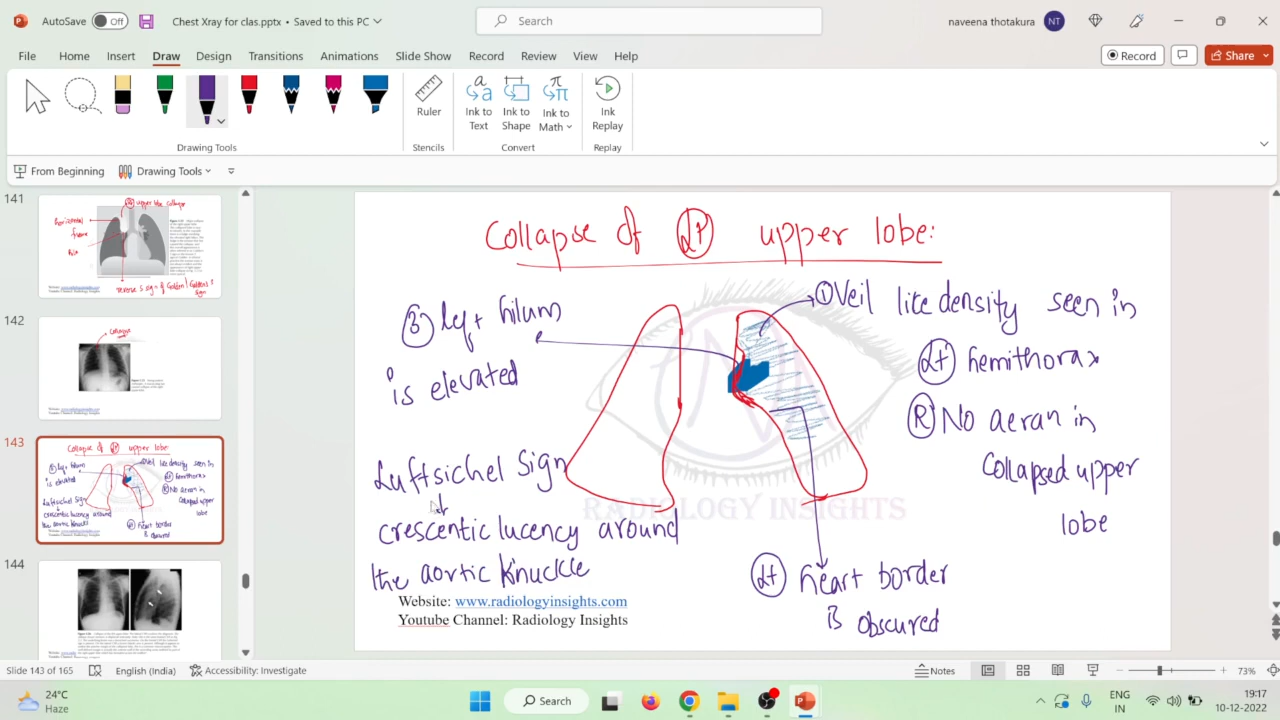 AutoSave Off Chest Xray for clas.pptx • Saved to this PC Search naveena thotakura NT
File Home Insert Draw Design Transitions Animations Slide Show Record Review View Help Record Share
Ruler
Ink to Text
Ink to Shape
Ink to Math
Ink Replay
Drawing Tools Stencils Convert Replay
From Beginning Drawing Tools
141
142
143
144
Collapse of Lt upper lobe:
① Veil like density seen in
Lt hemithorax
R No aeran in
Collapsed upper
lobe
③ left hilum
is elevated
Luftsichel Sign
crescentic lucency around
the aortic Knuckle
Lt heart border
is obscured
RADIOLOGY INSIGHTS
Website: www.radiologyinsights.com
Youtube Channel: Radiology Insights
Slide 143 of 165 English (India) Accessibility: Investigate Notes 73%
24°C
Haze
Search
ENG
IN
19:17
10-12-2022